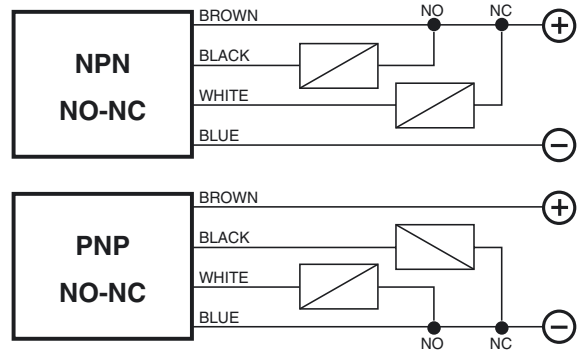 BROWN
NO
NC
+
NPN
NO-NC
BLACK
WHITE
BLUE
−
BROWN
+
PNP
NO-NC
BLACK
WHITE
BLUE
−
NO
NC